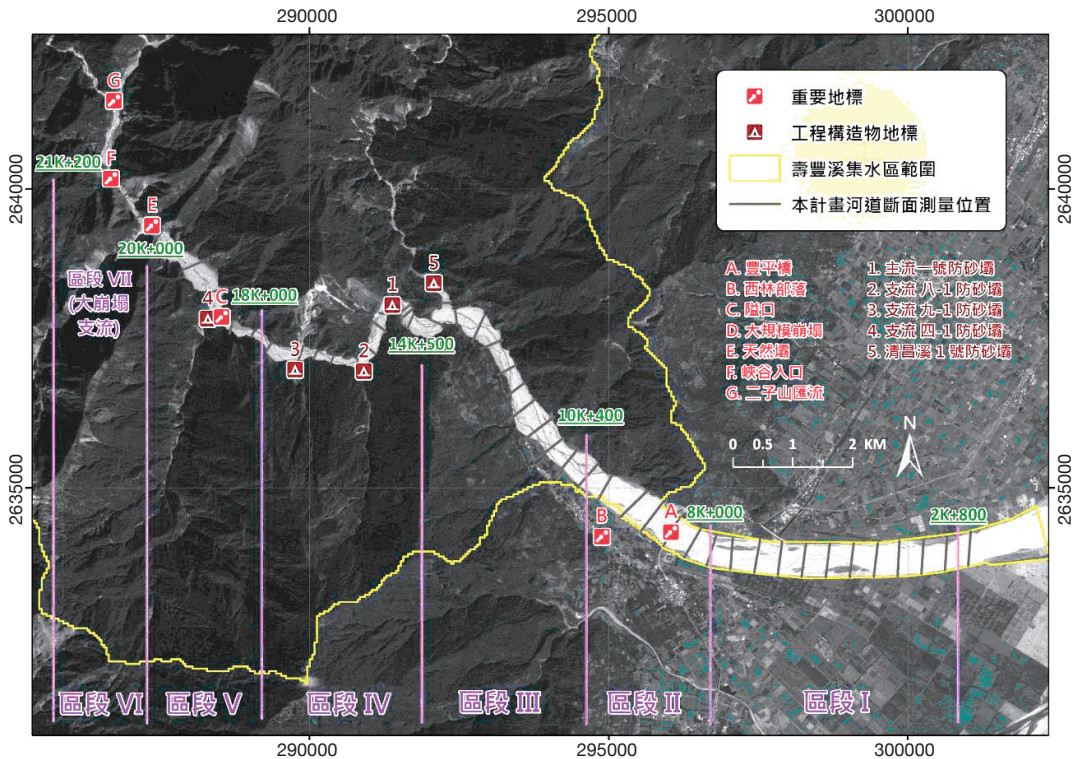 290000
295000
300000
2640000
2635000
2640000
2635000
重要地標
工程構造物地標
壽豐溪集水區範圍
本計畫河道斷面測量位置
A. 豐平橋
B. 西林部落
C. 隘口
D. 大規模崩塌
E. 天然壩
F. 峽谷入口
G. 二子山匯流
1. 主流一號防砂壩
2. 支流 八-1 防砂壩
3. 支流 九-1 防砂壩
4. 支流 四-1 防砂壩
5. 清昌溪 1 號防砂壩
N
0 0.5 1 2 KM
G
21K+200
F
E
20K+000
區段 VII
(大崩塌
支流)
4
C
18K+000
1
5
3
2
14K+500
10K+400
B
A
8K+000
2K+800
區段 VI
區段 V
區段 IV
區段 III
區段 II
區段 I
290000
295000
300000